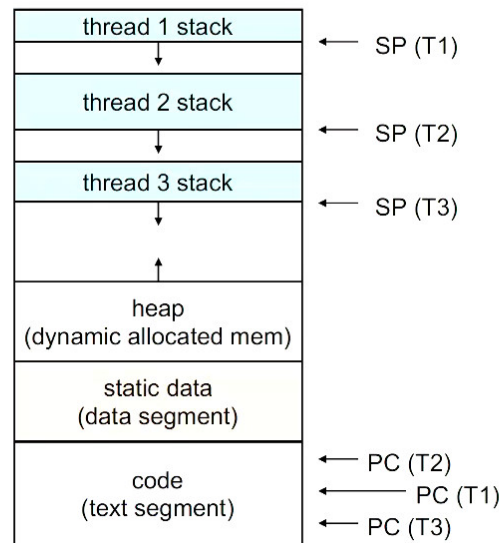 thread 1 stack
SP (T1)
thread 2 stack
SP (T2)
thread 3 stack
SP (T3)
heap
(dynamic allocated mem)
static data
(data segment)
code
(text segment)
PC (T2)
PC (T1)
PC (T3)